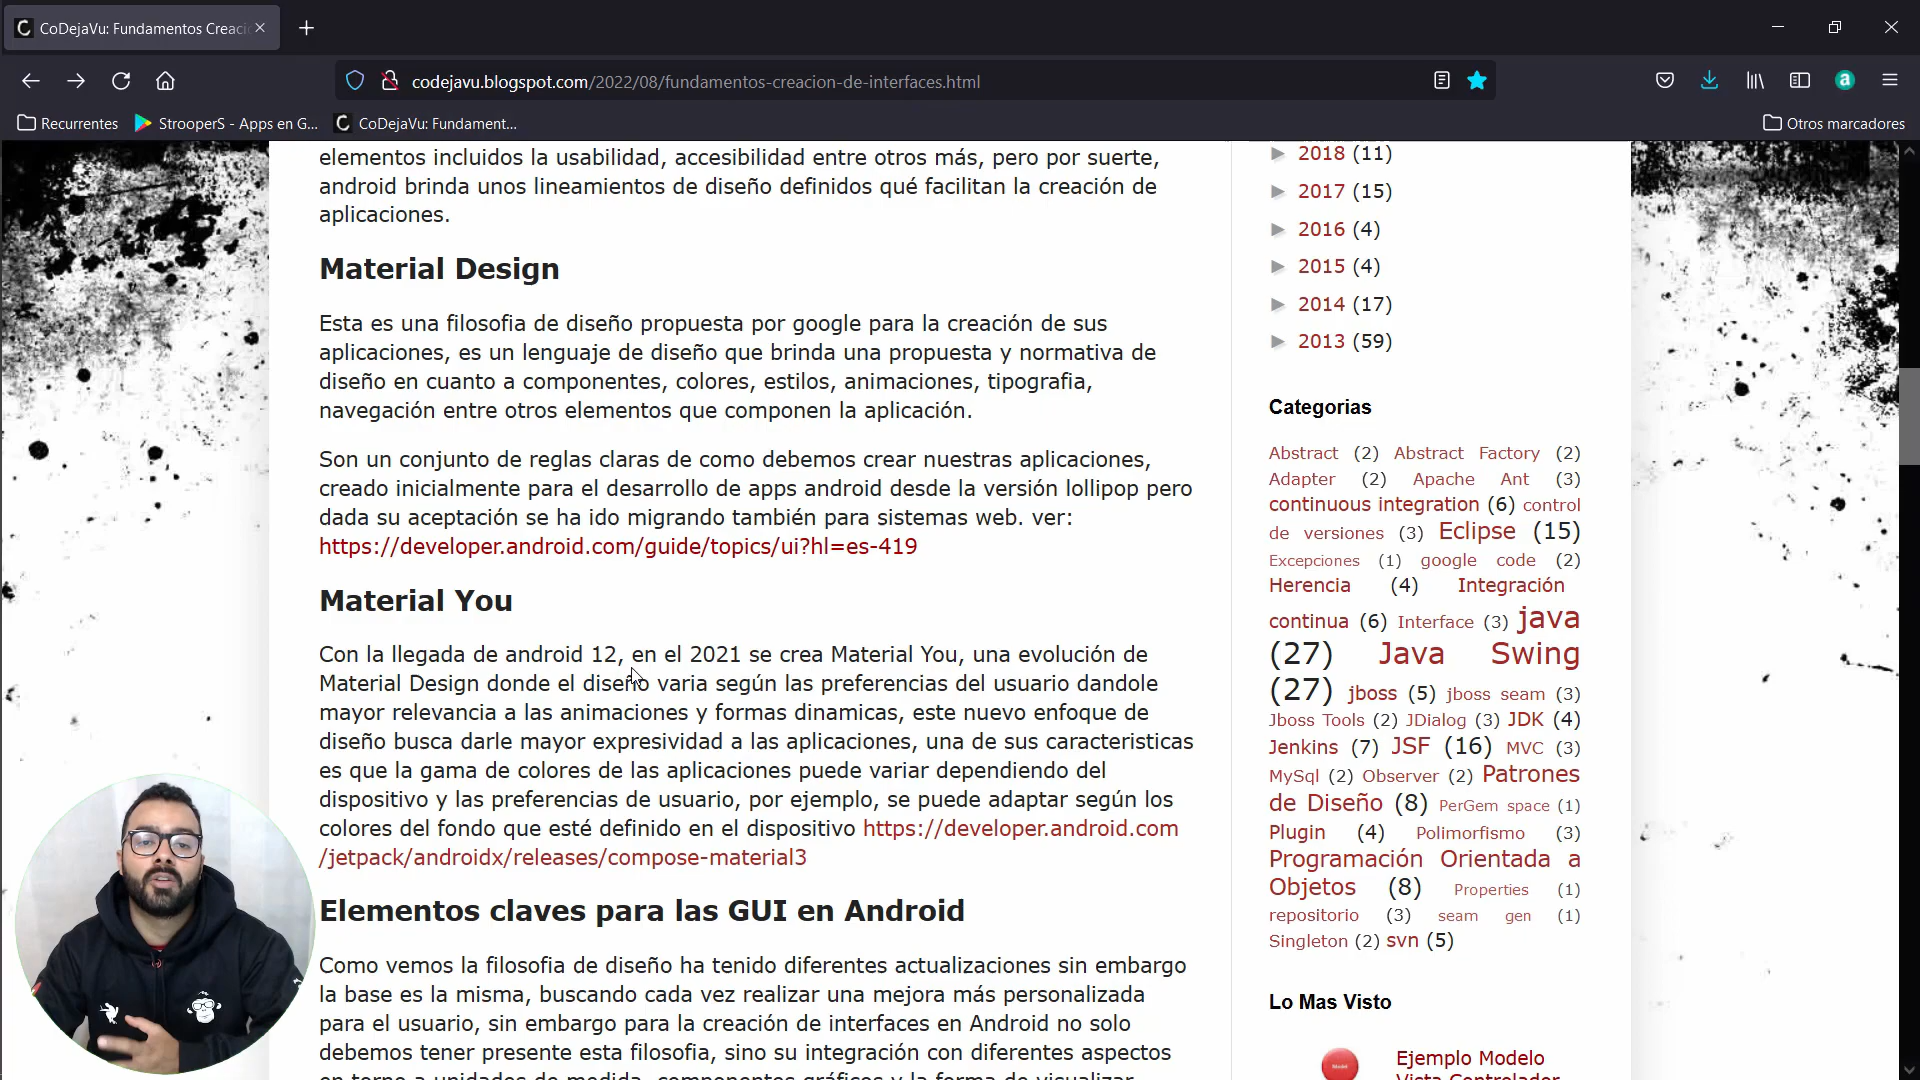 CoDejaVu: Fundamentos Creaci
codejavu.blogspot.com/2022/08/fundamentos-creacion-de-interfaces.html
Recurrentes
StrooperS - Apps en G...
CoDejaVu: Fundament...
Otros marcadores
elementos incluidos la usabilidad, accesibilidad entre otros más, pero por suerte,
android brinda unos lineamientos de diseño definidos qué facilitan la creación de
aplicaciones.
Material Design
Esta es una filosofia de diseño propuesta por google para la creación de sus
aplicaciones, es un lenguaje de diseño que brinda una propuesta y normativa de
diseño en cuanto a componentes, colores, estilos, animaciones, tipografia,
navegación entre otros elementos que componen la aplicación.
Son un conjunto de reglas claras de como debemos crear nuestras aplicaciones,
creado inicialmente para el desarrollo de apps android desde la versión lollipop pero
dada su aceptación se ha ido migrando también para sistemas web. ver:
https://developer.android.com/guide/topics/ui?hl=es-419
Material You
Con la llegada de android 12, en el 2021 se crea Material You, una evolución de
Material Design donde el diseño varia según las preferencias del usuario dandole
mayor relevancia a las animaciones y formas dinamicas, este nuevo enfoque de
diseño busca darle mayor expresividad a las aplicaciones, una de sus caracteristicas
es que la gama de colores de las aplicaciones puede variar dependiendo del
dispositivo y las preferencias de usuario, por ejemplo, se puede adaptar según los
colores del fondo que esté definido en el dispositivo https://developer.android.com
/jetpack/androidx/releases/compose-material3
Elementos claves para las GUI en Android
Como vemos la filosofia de diseño ha tenido diferentes actualizaciones sin embargo
la base es la misma, buscando cada vez realizar una mejora más personalizada
para el usuario, sin embargo para la creación de interfaces en Android no solo
debemos tener presente esta filosofía, sino su integración con diferentes aspectos
en torno a unidades de medida, componentes gráficos y la forma de visualizar
► 2018 (11)
► 2017 (15)
► 2016 (4)
► 2015 (4)
► 2014 (17)
► 2013 (59)
Categorias
Abstract (2) Abstract Factory (2)
Adapter (2) Apache Ant (3)
continuous integration (6) control
de versiones (3) Eclipse (15)
Excepciones (1) google code (2)
Herencia (4) Integración
continua (6) Interface (3) java
(27) Java Swing
(27) jboss (5) jboss seam (3)
Jboss Tools (2) JDialog (3) JDK (4)
Jenkins (7) JSF (16) MVC (3)
MySql (2) Observer (2) Patrones
de Diseño (8) PerGem space (1)
Plugin (4) Polimorfismo (3)
Programación Orientada a
Objetos (8) Properties (1)
repositorio (3) seam gen (1)
Singleton (2) svn (5)
Lo Mas Visto
Ejemplo Modelo
Vista Controlador